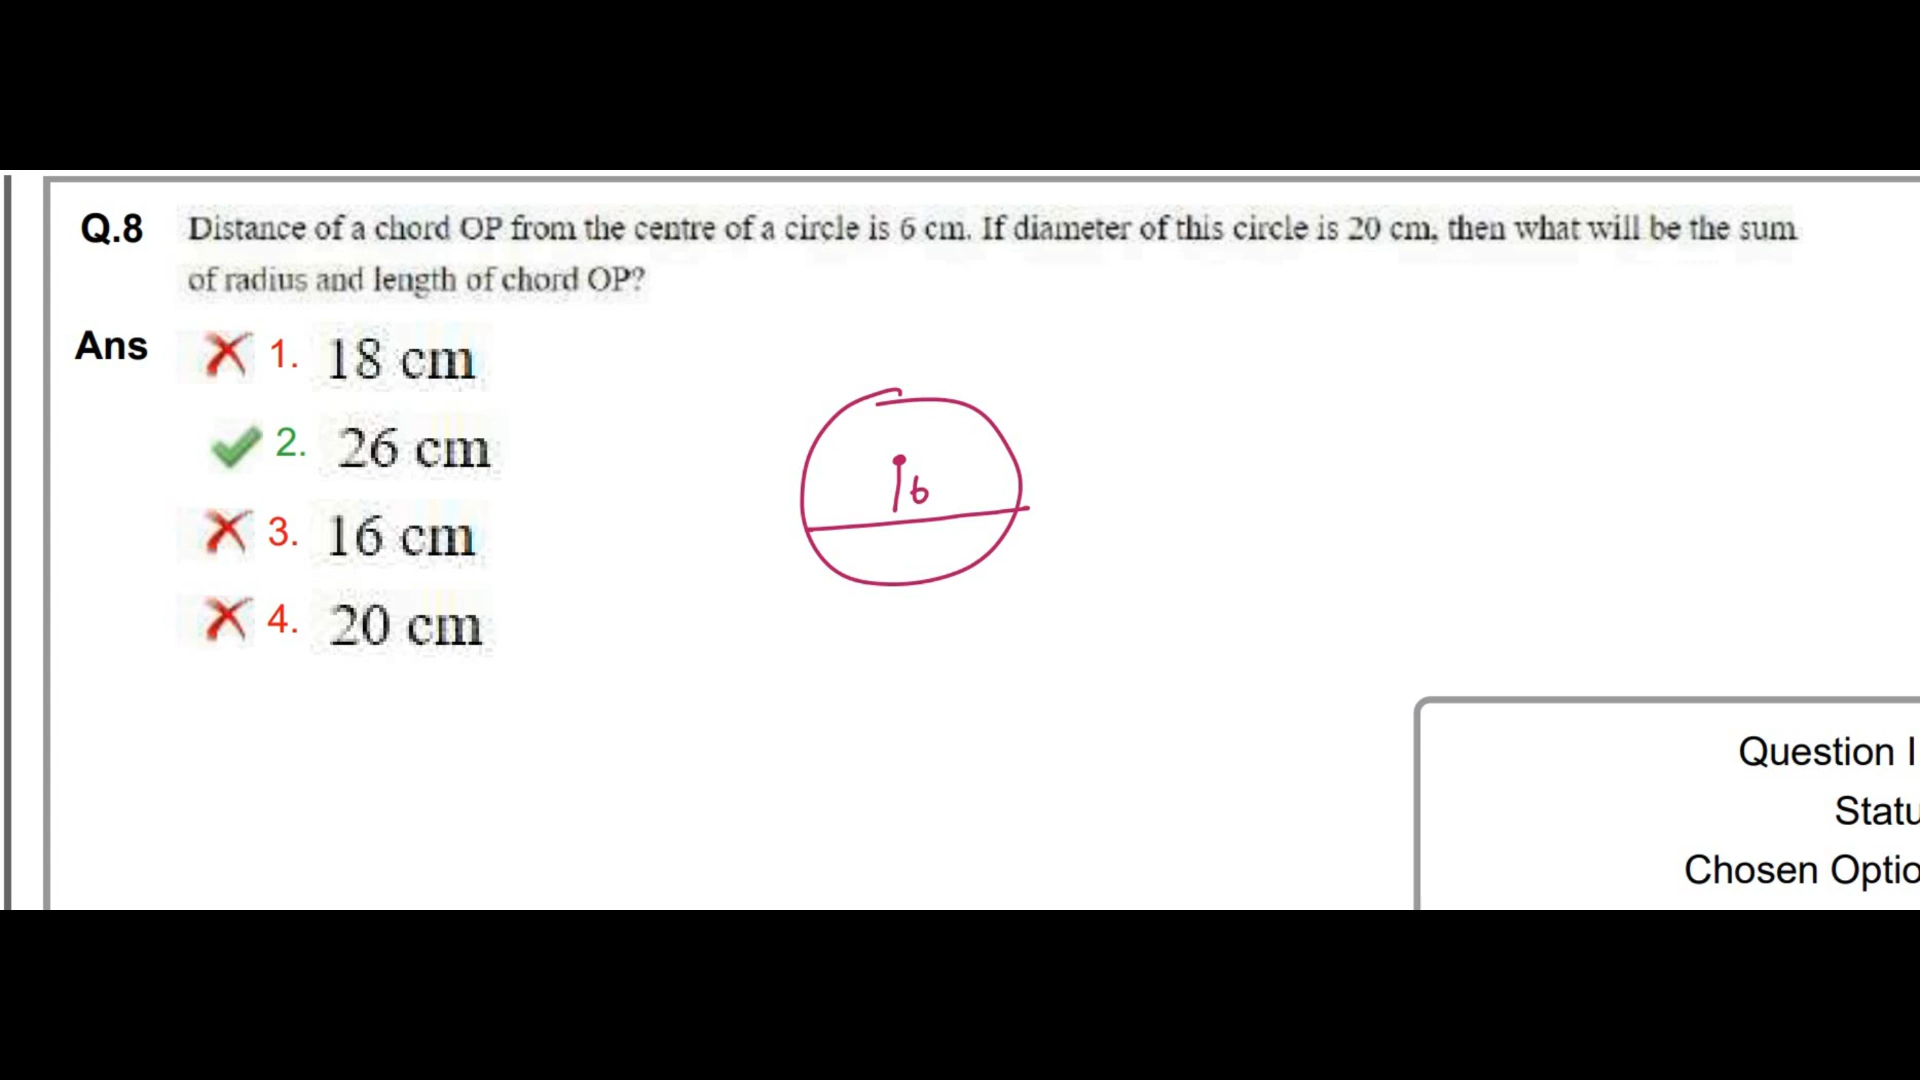 Q.8 Distance of a chord OP from the centre of a circle is 6 cm. If diameter of this circle is 20 cm, then what will be the sum
of radius and length of chord OP?
Ans 1. 18 cm
2. 26 cm
3. 16 cm
4. 20 cm
6
Question I
Statu
Chosen Optio